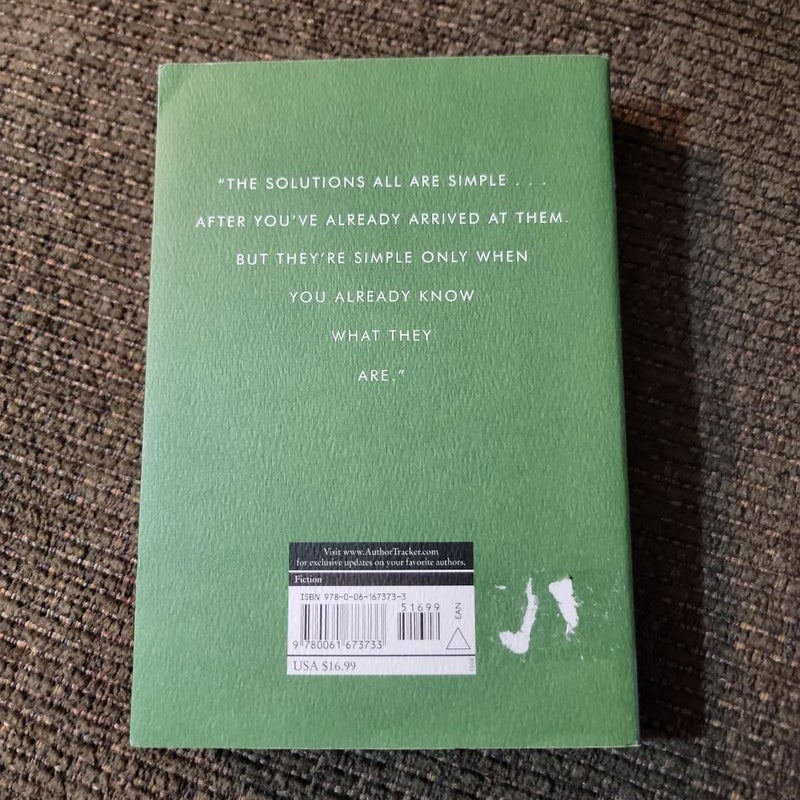 “THE SOLUTIONS ALL ARE SIMPLE . . .
AFTER YOU’VE ALREADY ARRIVED AT THEM.
BUT THEY’RE SIMPLE ONLY WHEN
YOU ALREADY KNOW
WHAT THEY
ARE.”
Visit www.AuthorTracker.com
for exclusive updates on your favorite authors.
Fiction
ISBN 978-0-06-167373-3
51699
EAN
9 780061 673733
USA $16.99